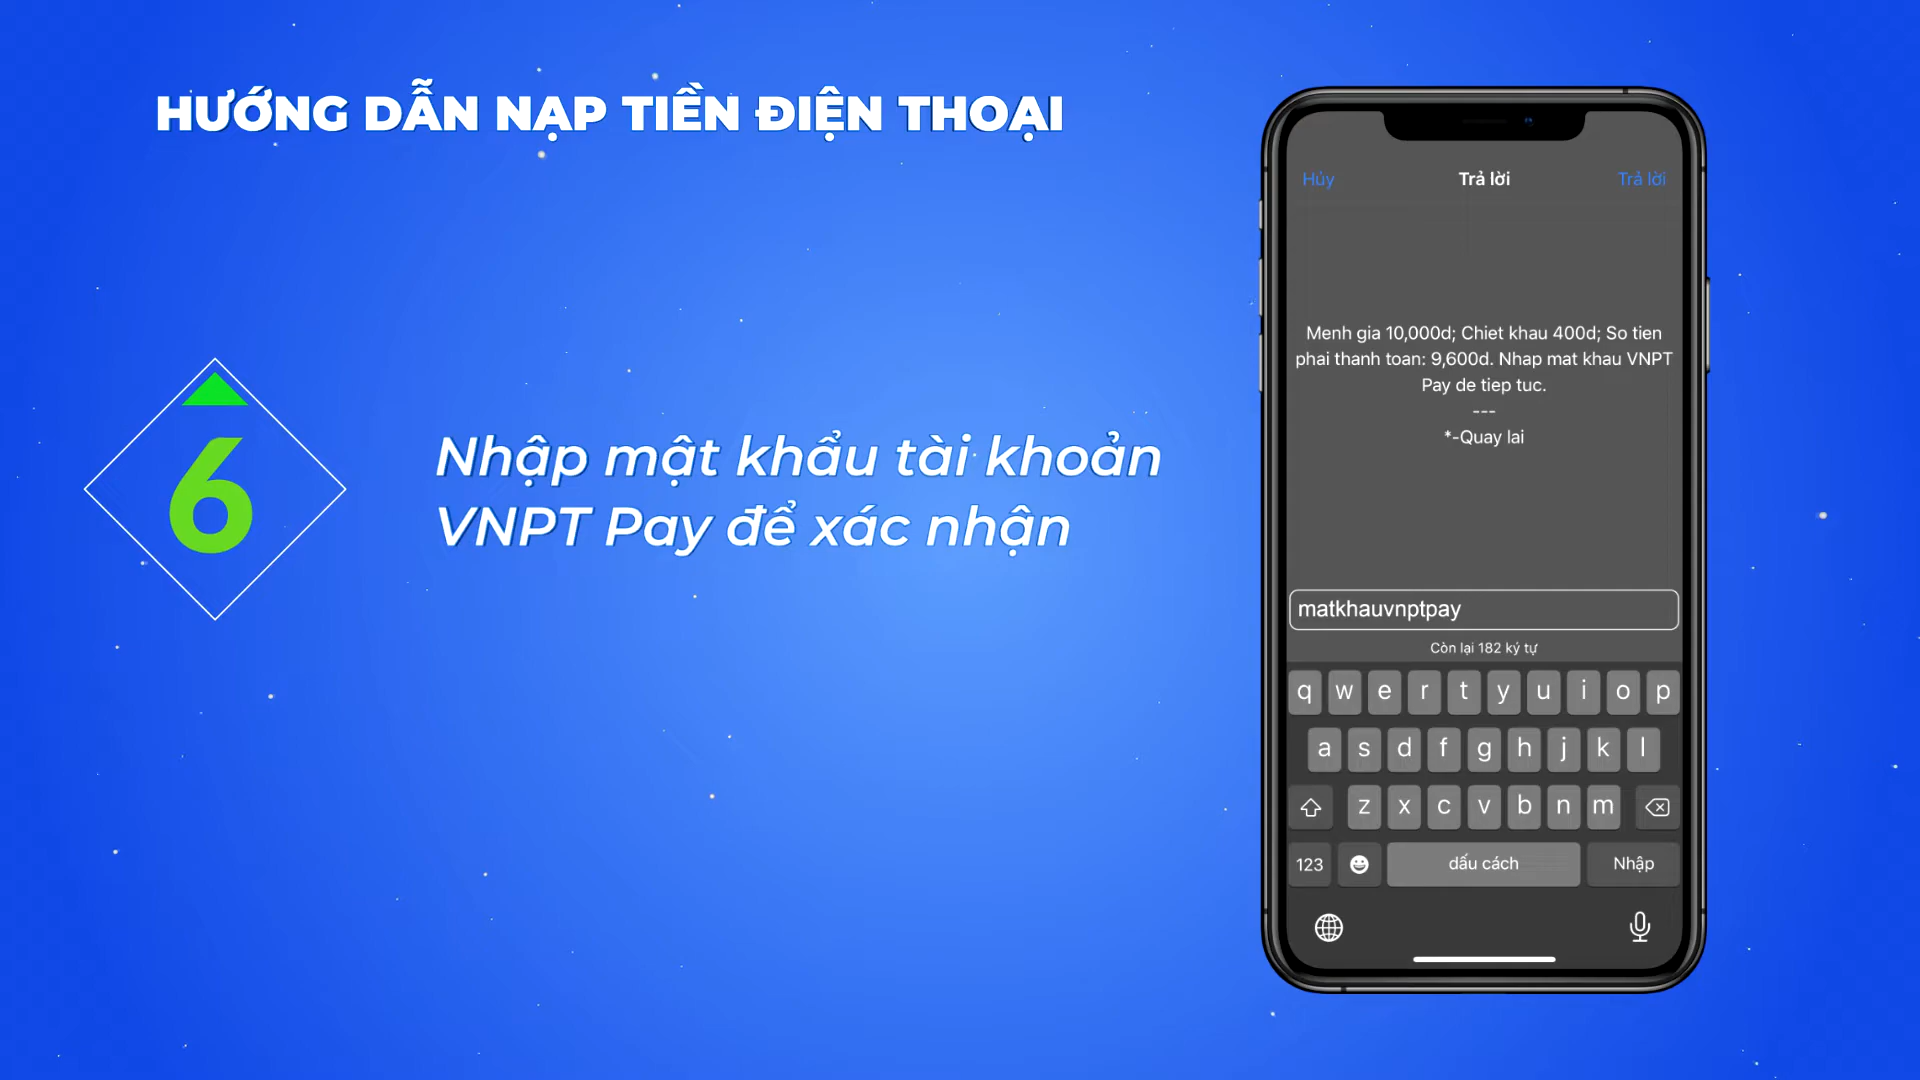 HƯỚNG DẪN NẠP TIỀN ĐIỆN THOẠI
6
Nhập mật khẩu tài khoản
VNPT Pay để xác nhận
Hủy Trả lời Trả lời
Menh gia 10,000d; Chiet khau 400d; So tien
phai thanh toan: 9,600d. Nhap mat khau VNPT
Pay de tiep tuc.
---
*-Quay lai
matkhauvnptpay
Còn lại 182 ký tự
q w e r t y u i o p
a s d f g h j k l
z x c v b n m
123 dấu cách Nhập